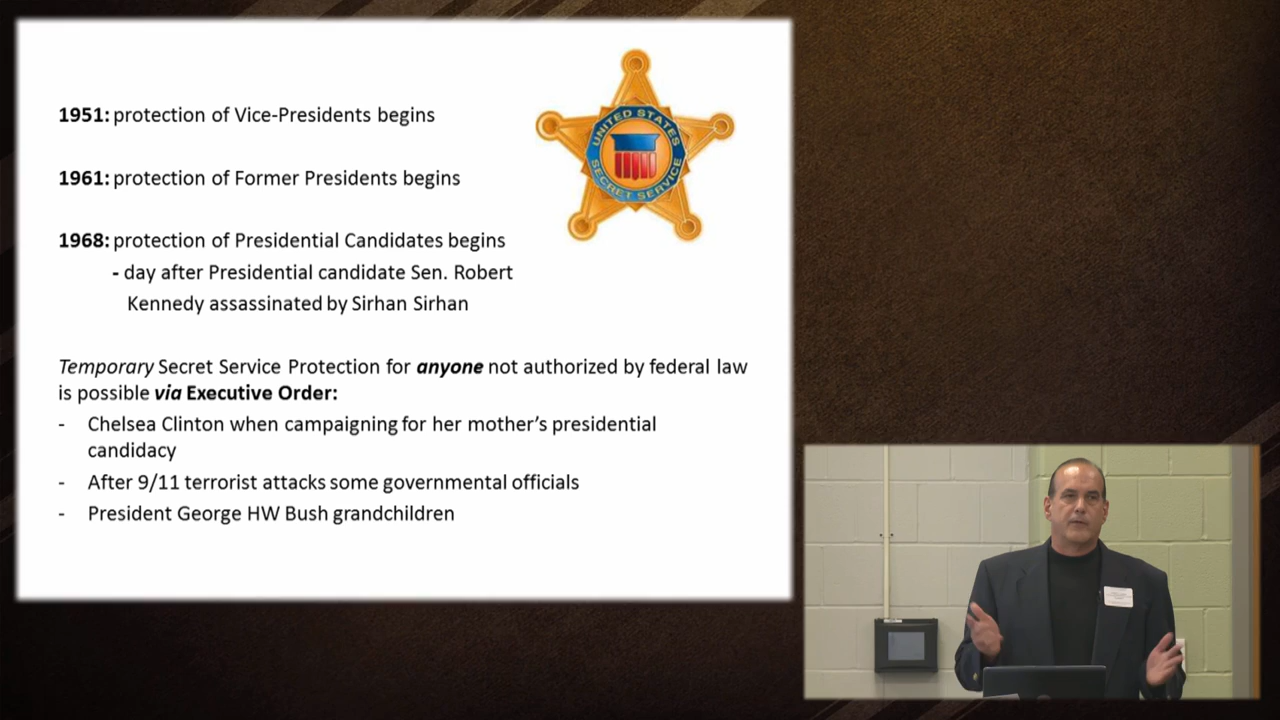 1951: protection of Vice-Presidents begins
UNITED STATES
SECRET SERVICE
1961: protection of Former Presidents begins
1968: protection of Presidential Candidates begins
- day after Presidential candidate Sen. Robert
Kennedy assassinated by Sirhan Sirhan
Temporary Secret Service Protection for anyone not authorized by federal law
is possible via Executive Order:
- Chelsea Clinton when campaigning for her mother’s presidential
candidacy
- After 9/11 terrorist attacks some governmental officials
- President George HW Bush grandchildren